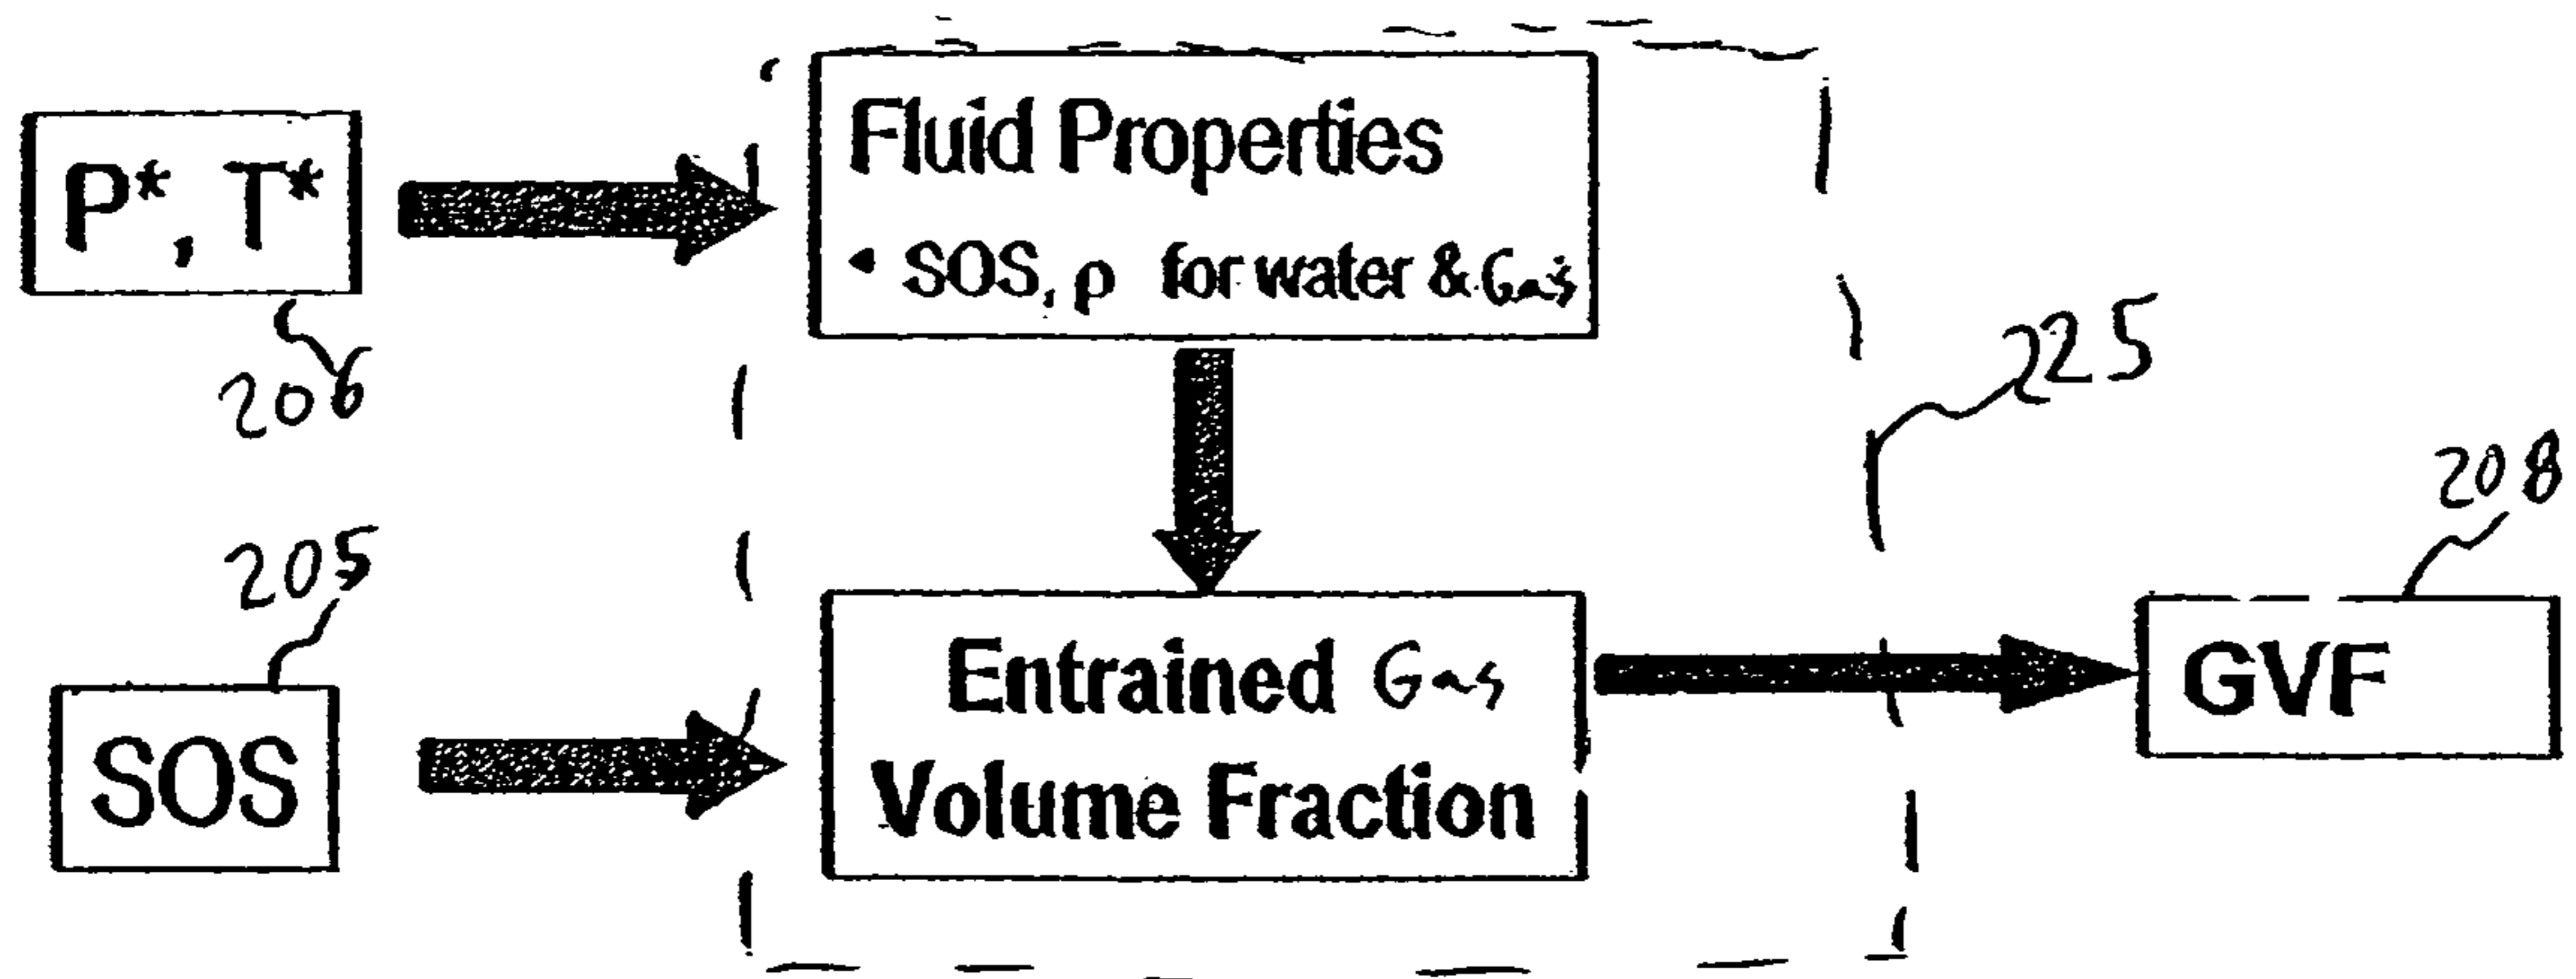 P*, T*
206
Fluid Properties
• SOS, ρ for water & Gas
225
205
SOS
Entrained Gas
Volume Fraction
208
GVF